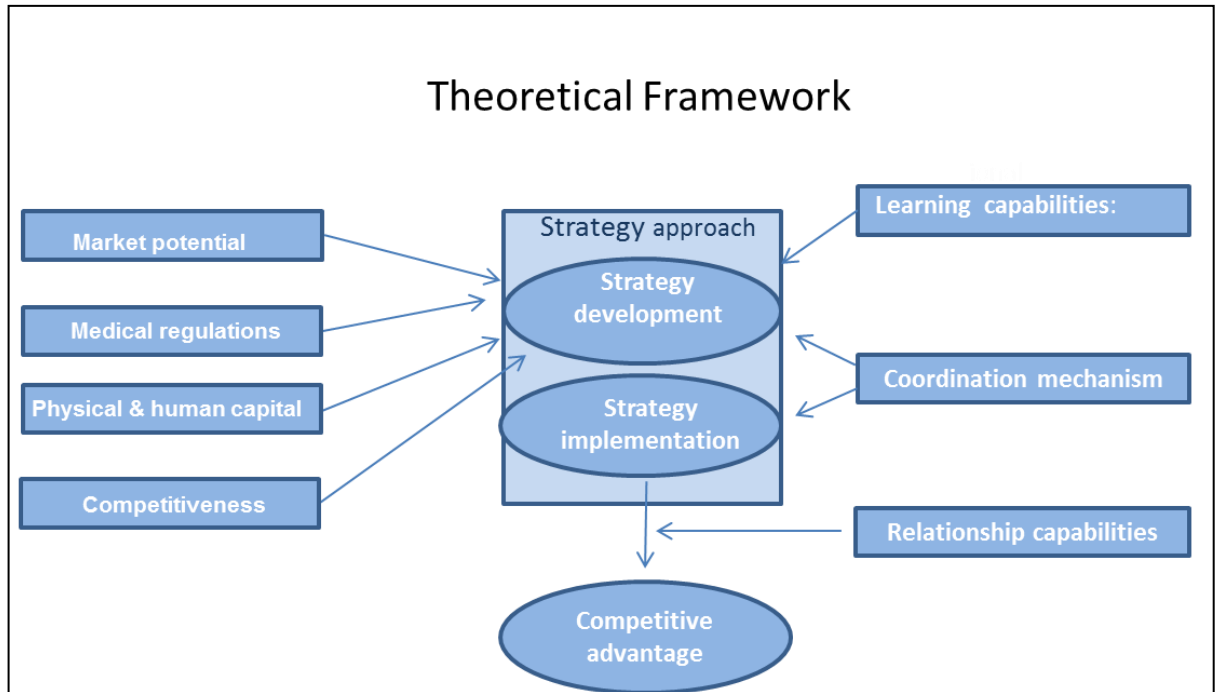 Theoretical Framework
Market potential
Medical regulations
Physical & human capital
Competitiveness
Strategy approach
Strategy
development
Strategy
implementation
Competitive
advantage
Learning capabilities:
Coordination mechanism
Relationship capabilities